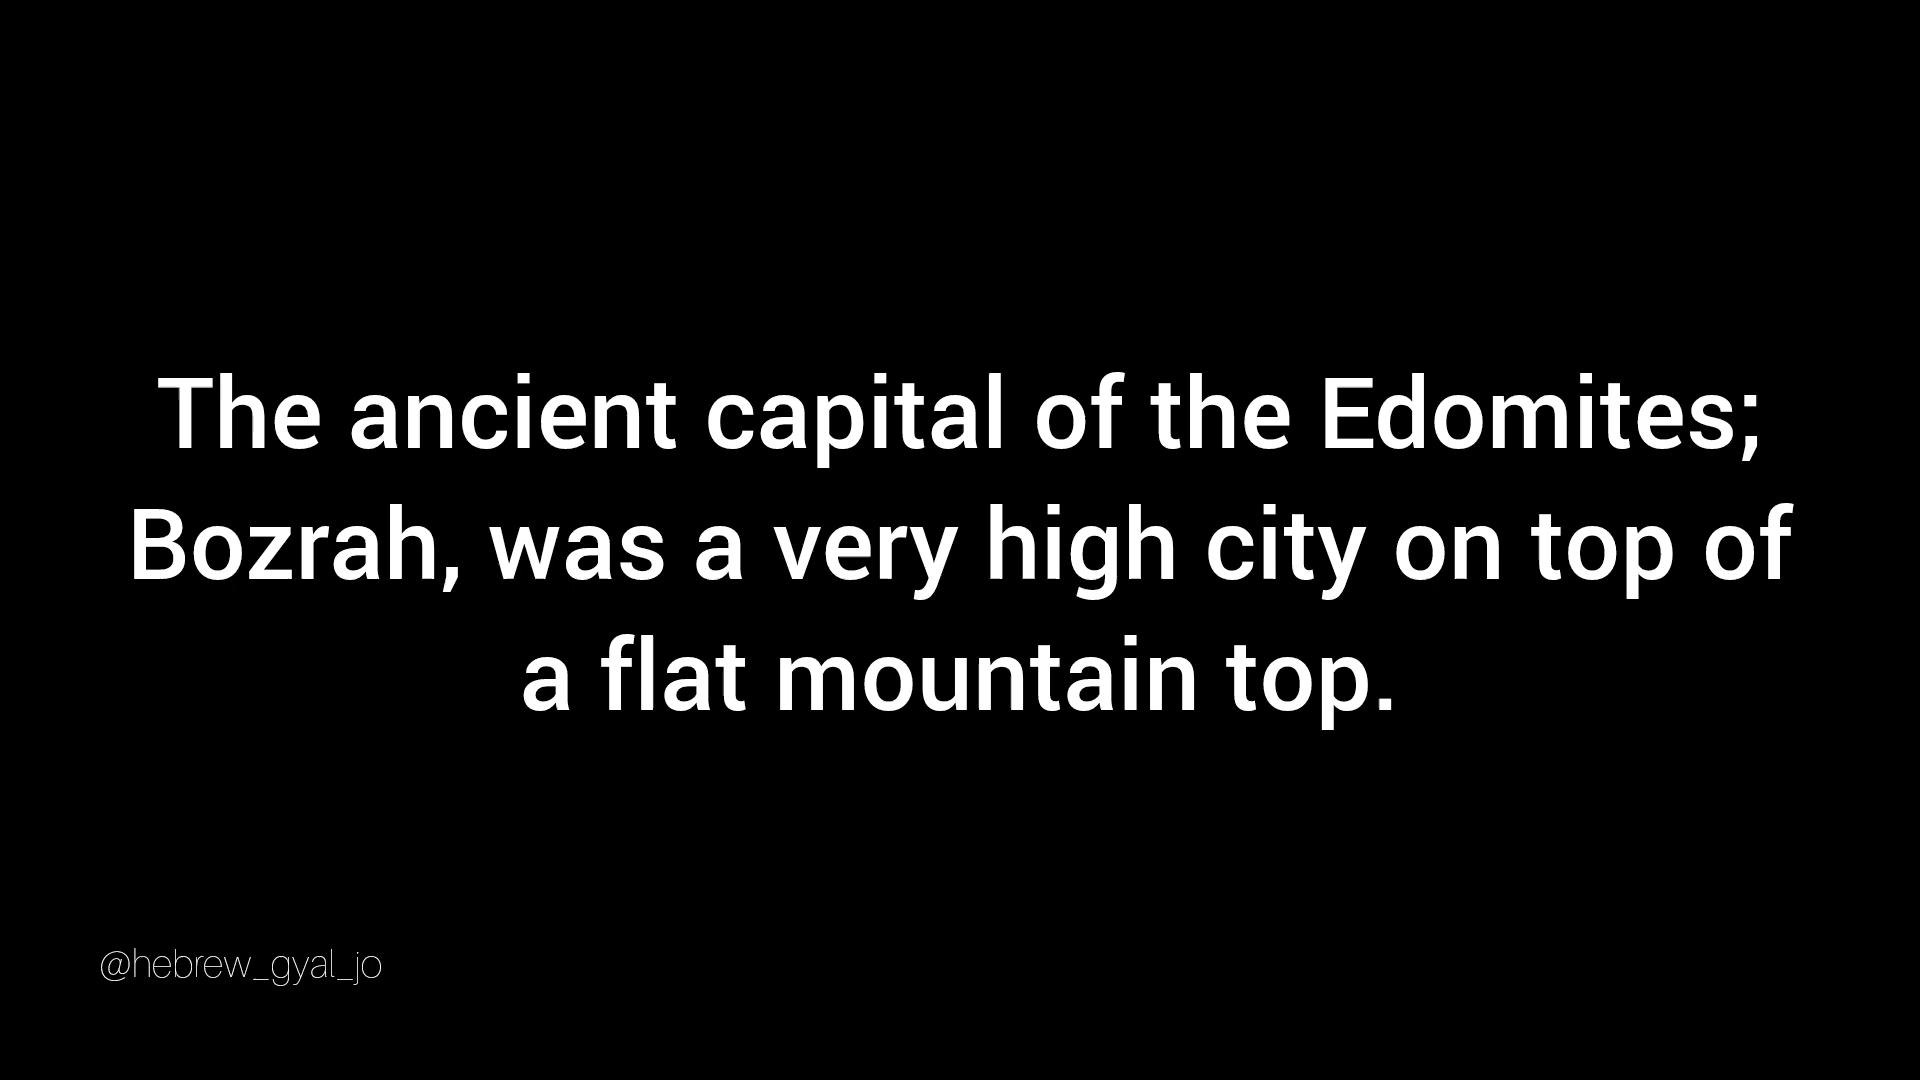 The ancient capital of the Edomites;
Bozrah, was a very high city on top of
a flat mountain top.
@hebrew_gyal_jo